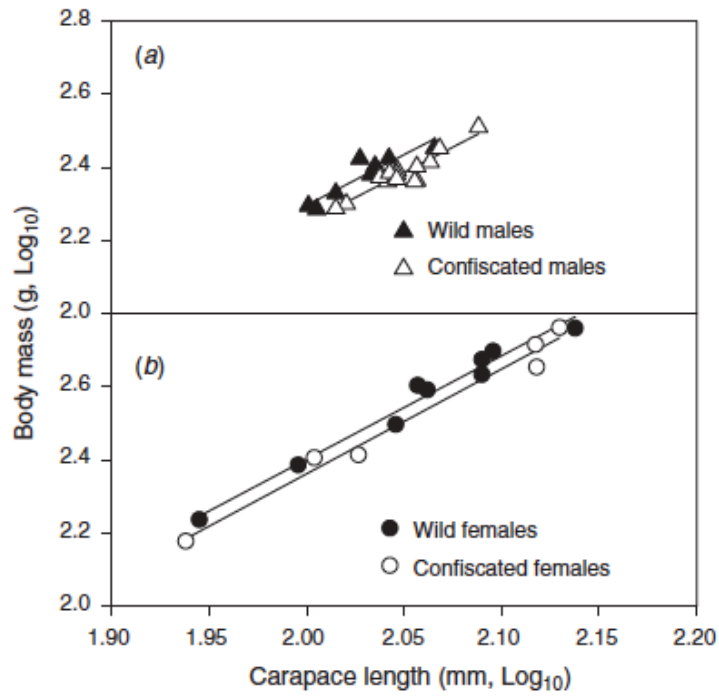 2.8
(a)
2.6
2.4
2.2
Wild males
Confiscated males
2.0
(b)
2.6
2.4
2.2
Wild females
Confiscated females
2.0
1.90 1.95 2.00 2.05 2.10 2.15 2.20
Carapace length (mm, Log10)
Body mass (g, Log10)